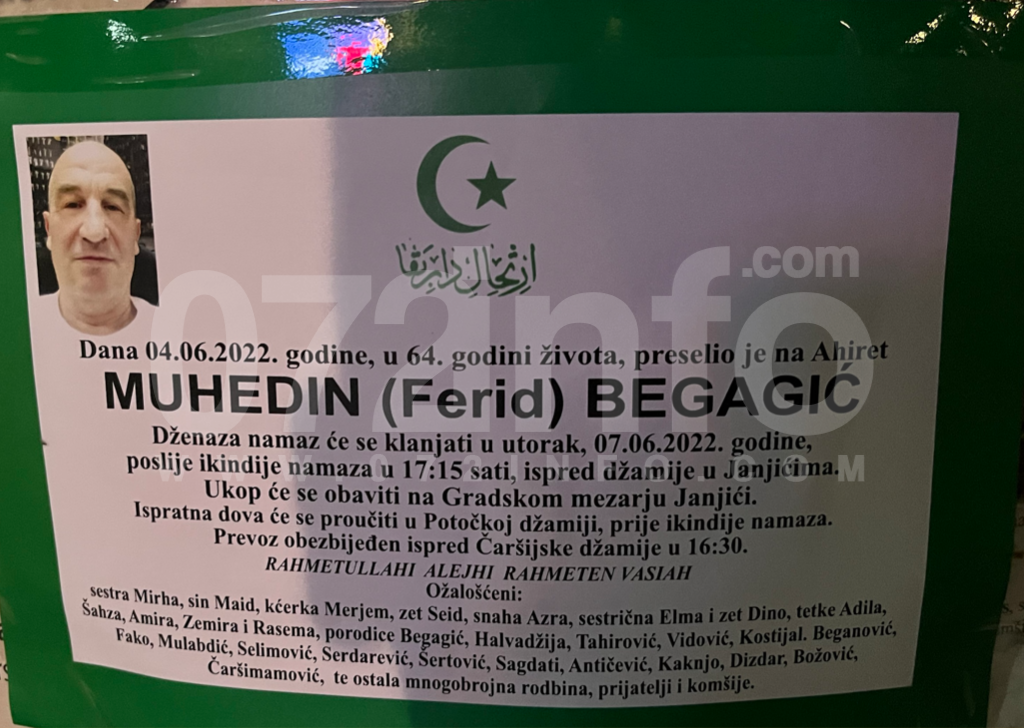 ارتحال دار بقا
Dana 04.06.2022. godine, u 64. godini života, preselio je na Ahiret
MUHEDIN (Ferid) BEGAGIĆ
Dženaza namaz će se klanjati u utorak, 07.06.2022. godine,
poslije ikindije namaza u 17:15 sati, ispred džamije u Janjićima.
Ukop će se obaviti na Gradskom mezarju Janjići.
Ispratna dova će se proučiti u Potočkoj džamiji, prije ikindije namaza.
Prevoz obezbijeđen ispred Čaršijske džamije u 16:30.
RAHMETULLAHI ALEJHI RAHMETEN VASIAH
Ožalošćeni:
sestra Mirha, sin Maid, kćerka Merjem, zet Seid, snaha Azra, sestrična Elma i zet Dino, tetke Adila,
Šahza, Amira, Zemira i Rasema, porodice Begagić, Halvadžija, Tahirović, Vidović, Kostijal. Beganović,
Fako, Mulabdić, Selimović, Serdarević, Šertović, Sagdati, Antičević, Kaknjo, Dizdar, Božović,
Čaršimamović, te ostala mnogobrojna rodbina, prijatelji i komšije.
072info.com
WWW.072INFO.COM